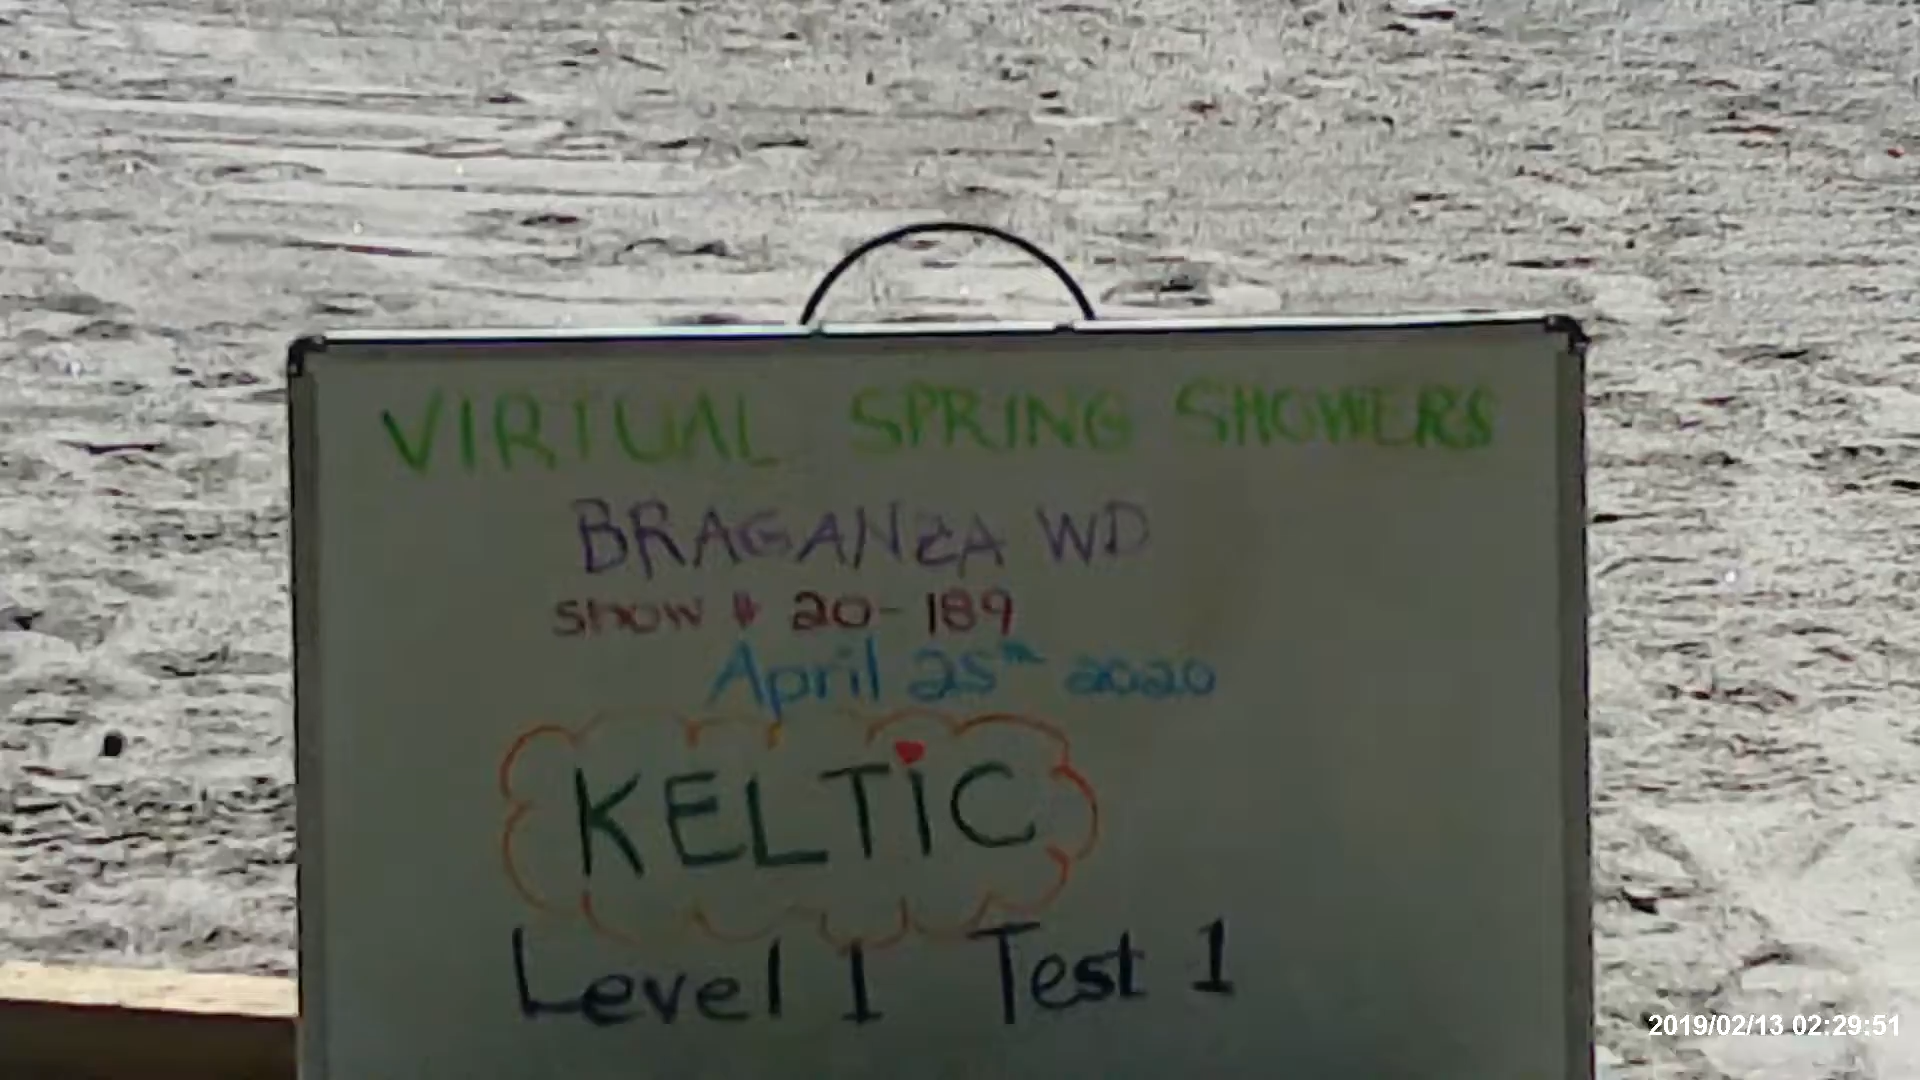 VIRTUAL SPRING SHOWERS
BRAGANZA WD
Show # 20-189
April 25th 2020
KELTiC
Level 1 Test 1
2019/02/13 02:29:51